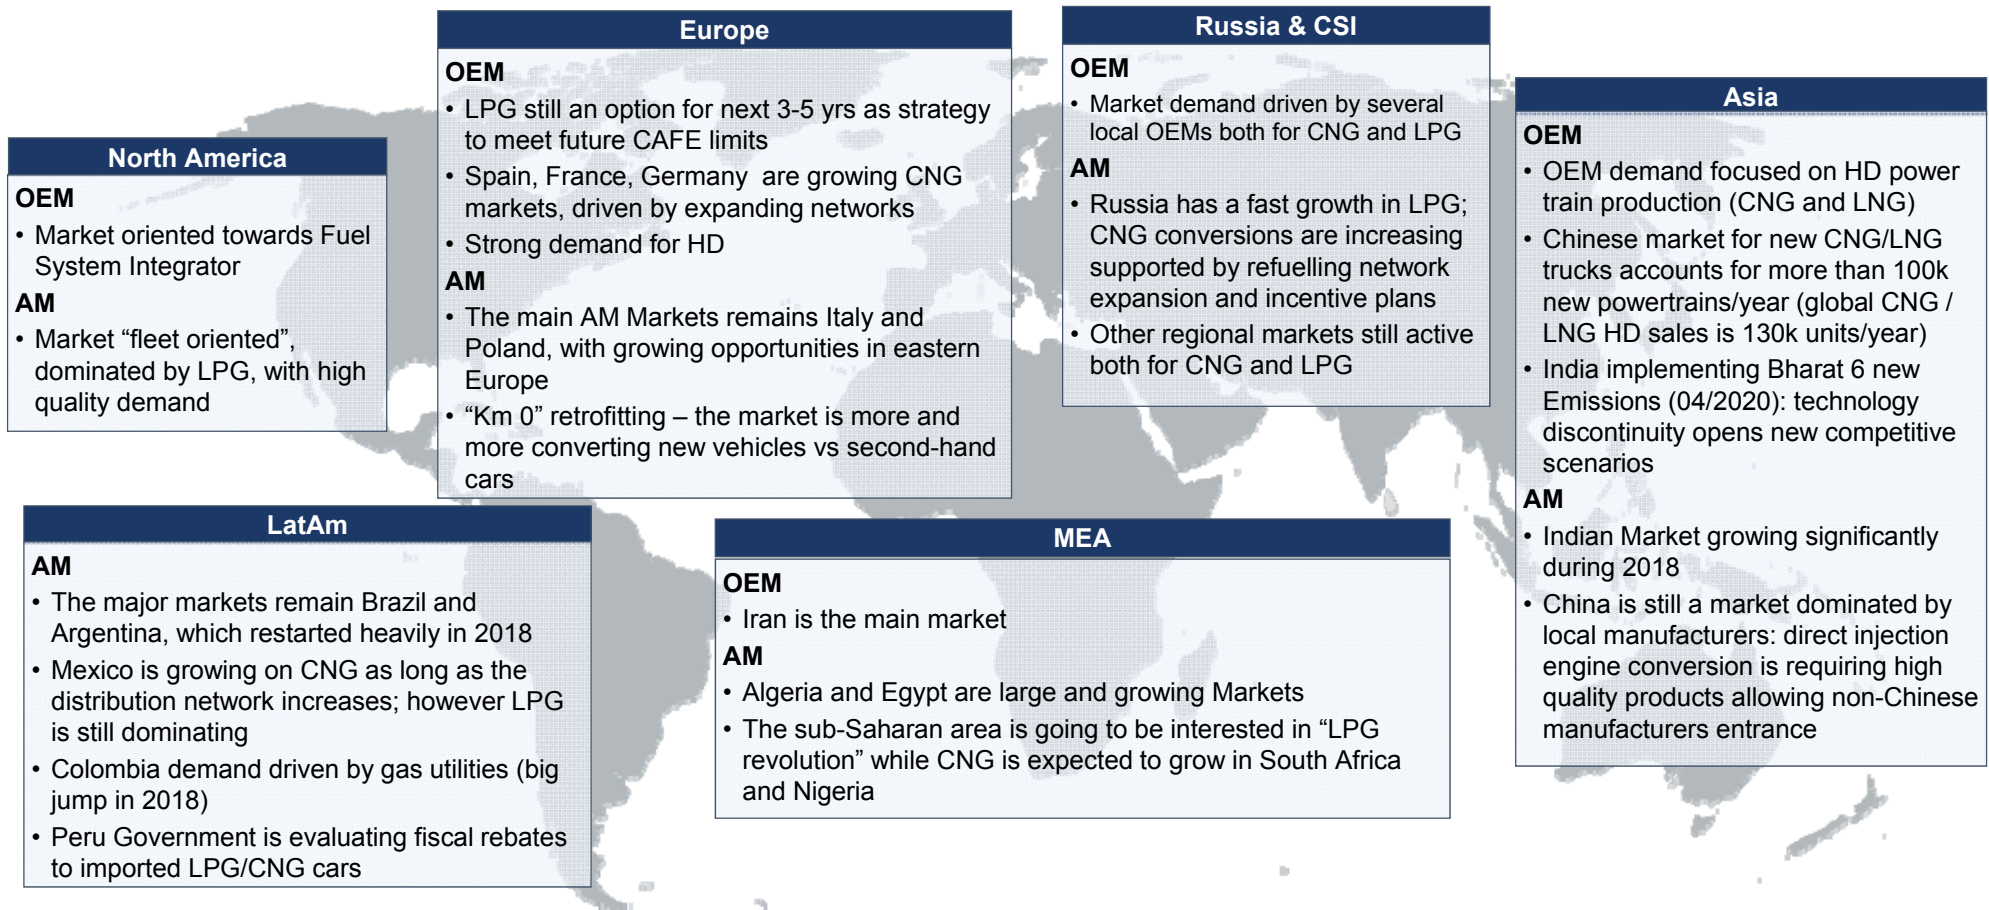 North America
OEM
• Market oriented towards Fuel
System Integrator
AM
• Market “fleet oriented”,
dominated by LPG, with high
quality demand
Europe
OEM
• LPG still an option for next 3-5 yrs as strategy
to meet future CAFE limits
• Spain, France, Germany are growing CNG
markets, driven by expanding networks
• Strong demand for HD
AM
• The main AM Markets remains Italy and
Poland, with growing opportunities in eastern
Europe
• “Km 0” retrofitting – the market is more and
more converting new vehicles vs second-hand
cars
Russia & CSI
OEM
• Market demand driven by several
local OEMs both for CNG and LPG
AM
• Russia has a fast growth in LPG;
CNG conversions are increasing
supported by refuelling network
expansion and incentive plans
• Other regional markets still active
both for CNG and LPG
Asia
OEM
• OEM demand focused on HD power
train production (CNG and LNG)
• Chinese market for new CNG/LNG
trucks accounts for more than 100k
new powertrains/year (global CNG /
LNG HD sales is 130k units/year)
• India implementing Bharat 6 new
Emissions (04/2020): technology
discontinuity opens new competitive
scenarios
AM
• Indian Market growing significantly
during 2018
• China is still a market dominated by
local manufacturers: direct injection
engine conversion is requiring high
quality products allowing non-Chinese
manufacturers entrance
LatAm
AM
• The major markets remain Brazil and
Argentina, which restarted heavily in 2018
• Mexico is growing on CNG as long as the
distribution network increases; however LPG
is still dominating
• Colombia demand driven by gas utilities (big
jump in 2018)
• Peru Government is evaluating fiscal rebates
to imported LPG/CNG cars
MEA
OEM
• Iran is the main market
AM
• Algeria and Egypt are large and growing Markets
• The sub-Saharan area is going to be interested in “LPG
revolution” while CNG is expected to grow in South Africa
and Nigeria